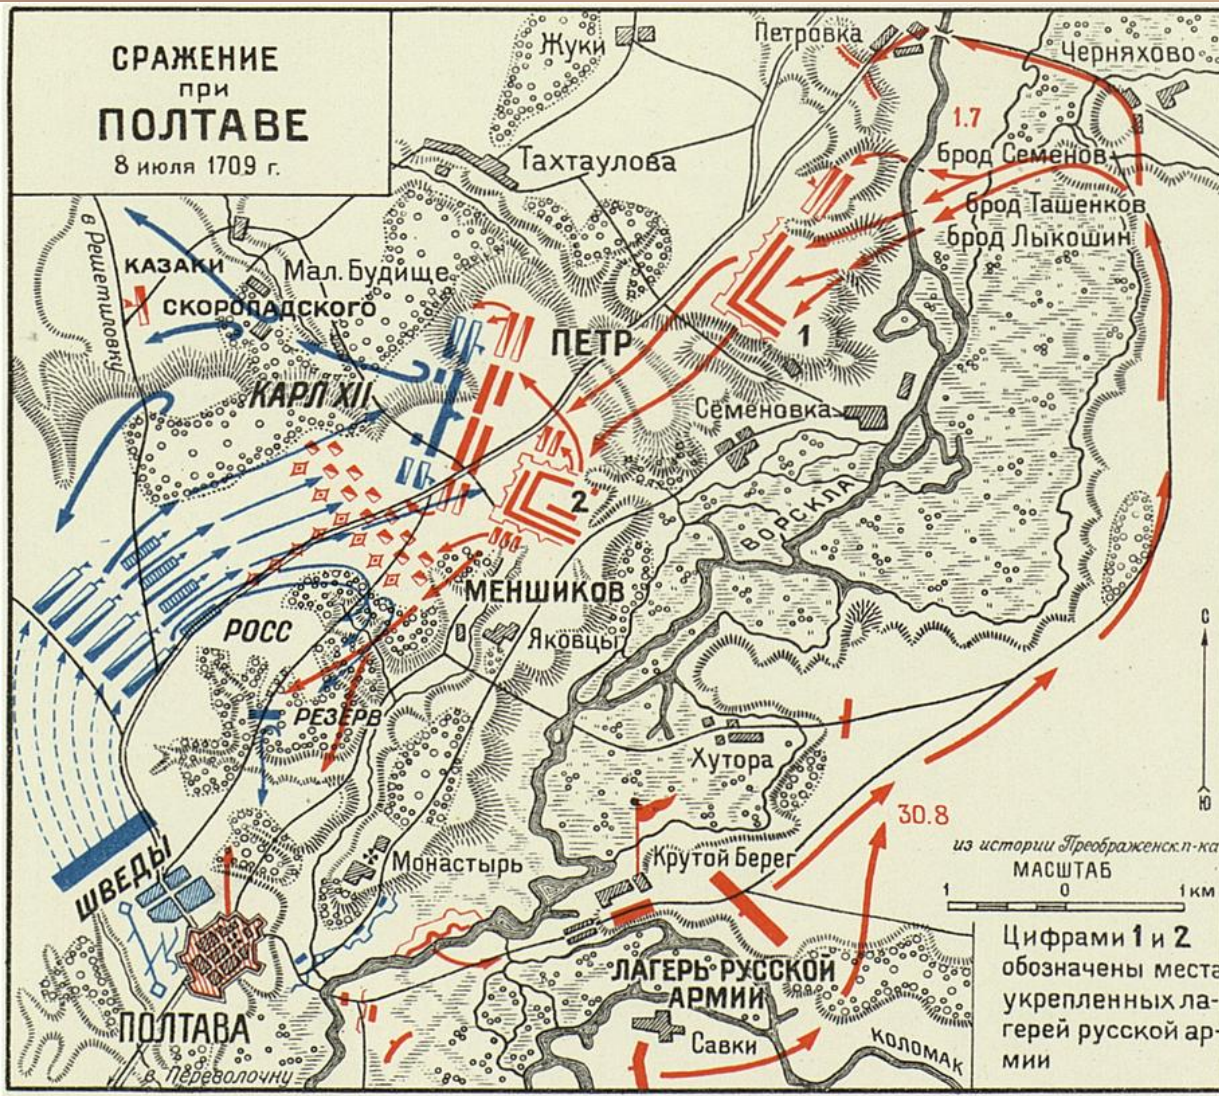 СРАЖЕНИЕ
при
ПОЛТАВЕ
8 июля 1709 г.
Жуки
Петровка
Черняхово
1.7
Тахтаулова
Брод Семенов
брод Ташенков
брод Лыкошин
в Решетиловку
КАЗАКИ
СКОРОПАДСКОГО
Мал. Будище
ПЕТР
1
КАРЛ XII
Семеновка
2
ВОРСКЛА
МЕНШИКОВ
РОСС
Яковцы
РЕЗЕРВ
Хутора
С
Ю
30.8
Монастырь
Крутой Берег
из истории Преображенск. п-ка
МАСШТАБ
1 0 1 км
ШВЕДЫ
ЛАГЕРЬ РУССКОЙ
АРМИИ
ПОЛТАВА
Савки
КОЛОМАК
в Переволочну
Цифрами 1 и 2
обозначены места
укрепленных ла-
герей русской ар-
мии